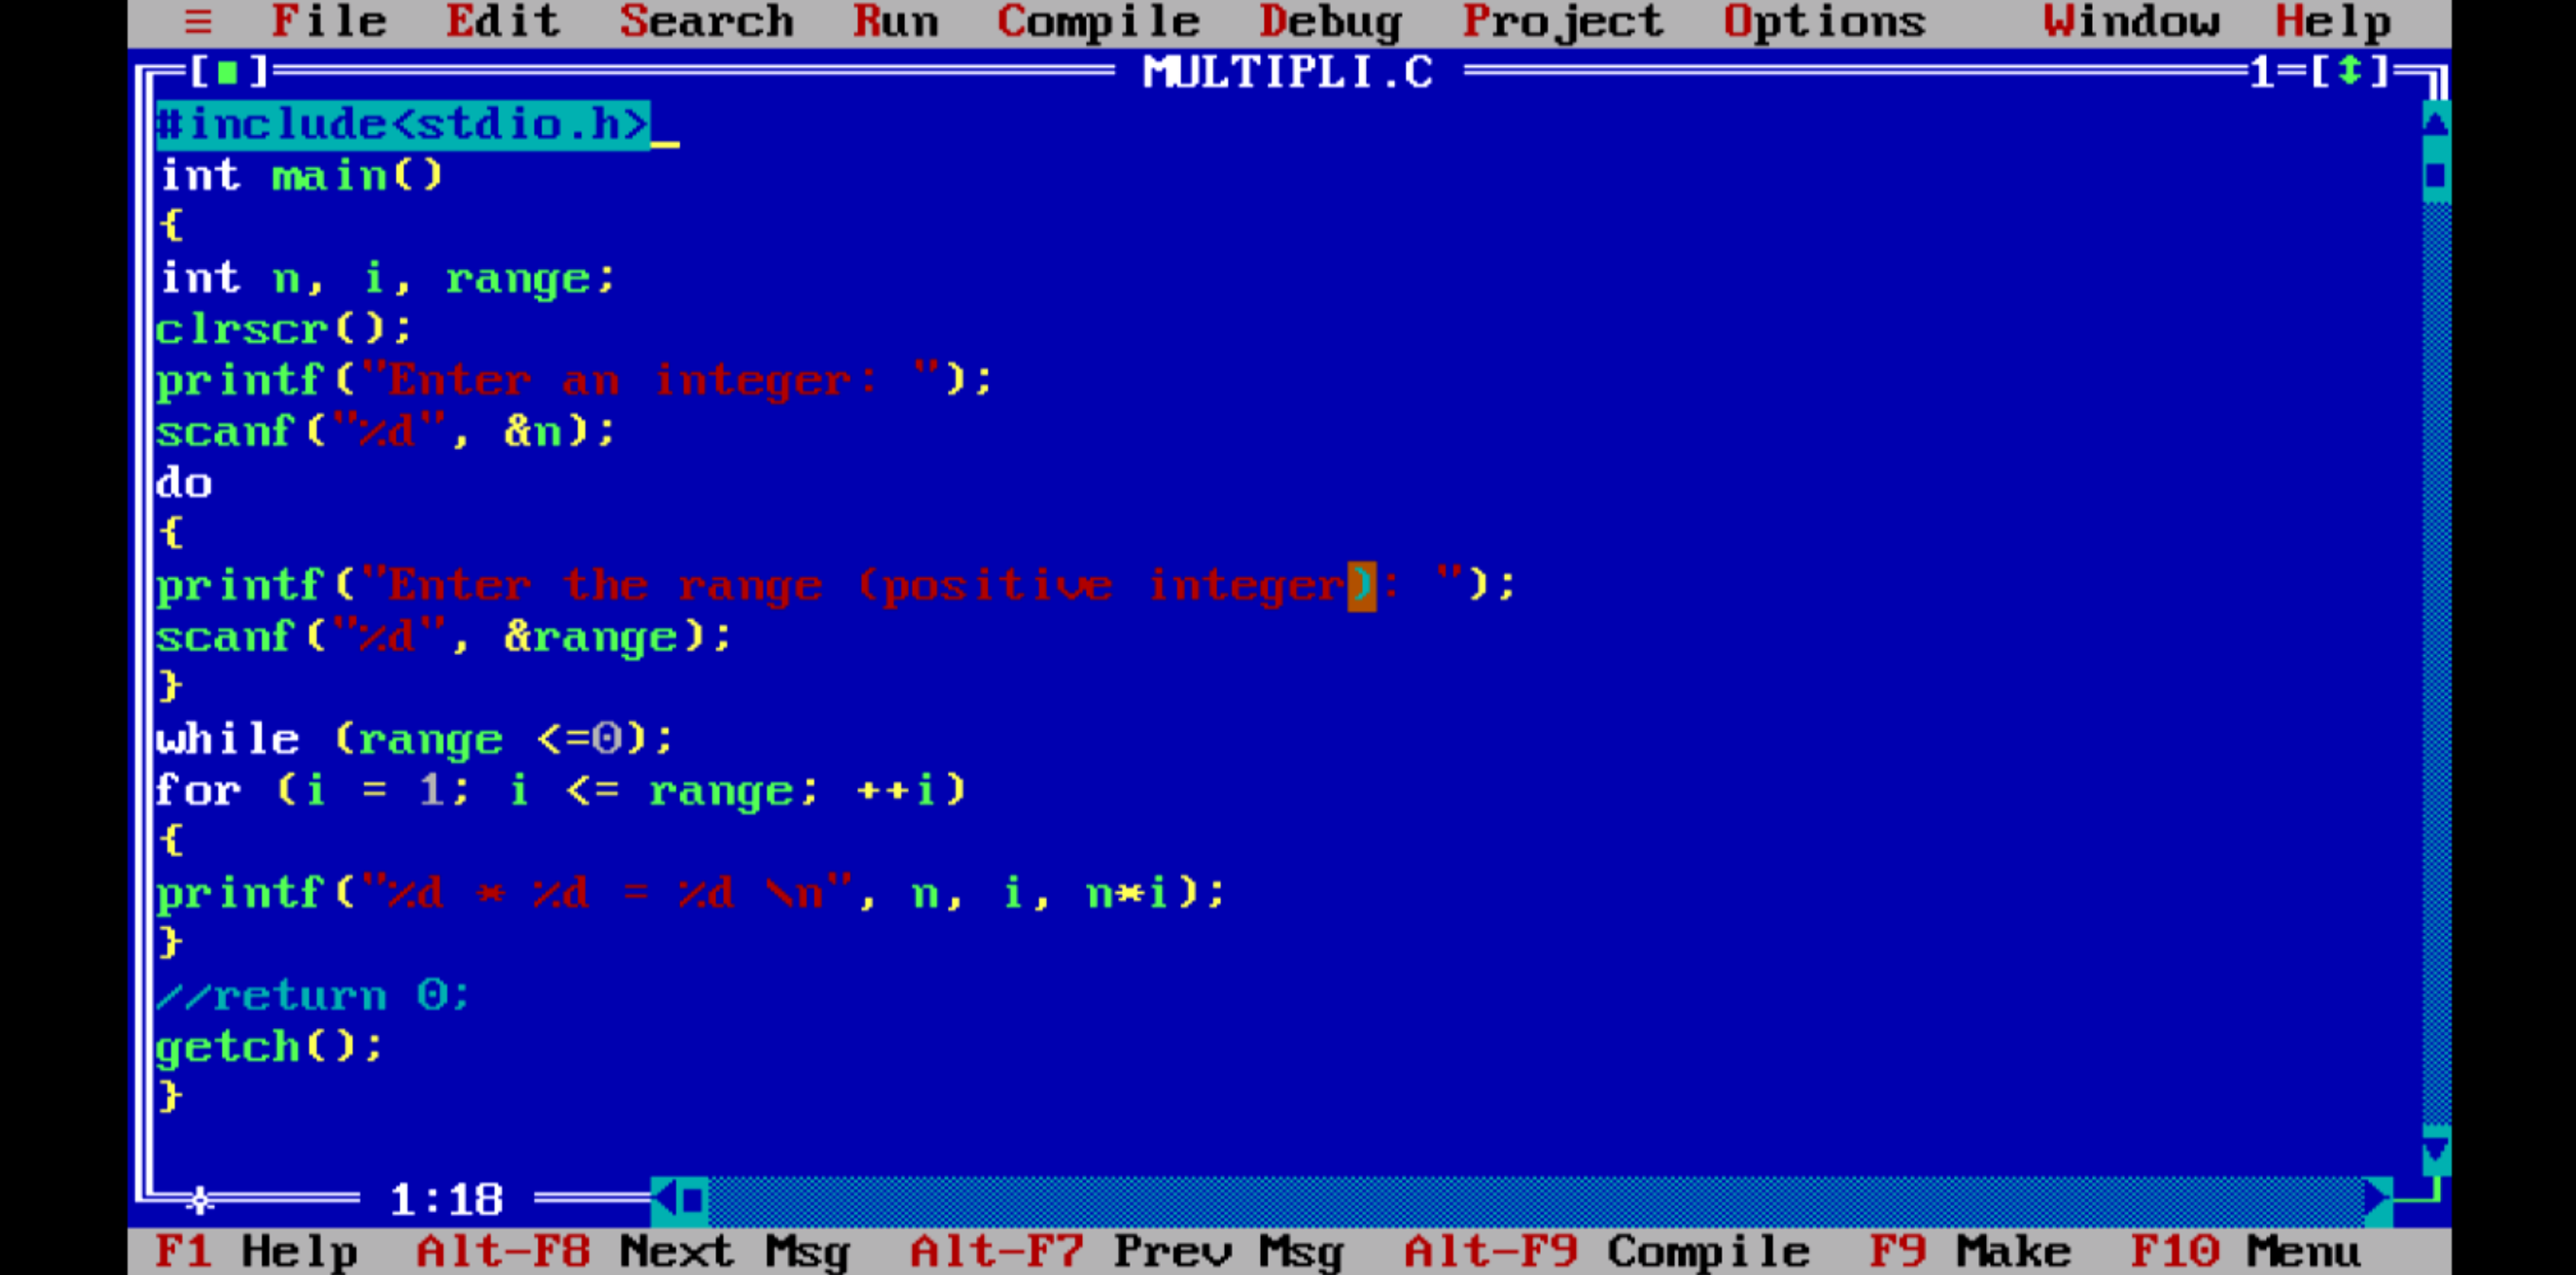 ≡ File Edit Search Run Compile Debug Project Options Window Help
[■] MULTIPLI.C 1=[↕]
#include<stdio.h>
int main()
{
int n, i, range;
clrscr();
printf("Enter an integer: ");
scanf("%d", &n);
do
{
printf("Enter the range (positive integer): ");
scanf("%d", &range);
}
while (range <=0);
for (i = 1; i <= range; ++i)
{
printf("%d * %d = %d \n", n, i, n*i);
}
//return 0;
getch();
}
1:18
F1 Help Alt-F8 Next Msg Alt-F7 Prev Msg Alt-F9 Compile F9 Make F10 Menu